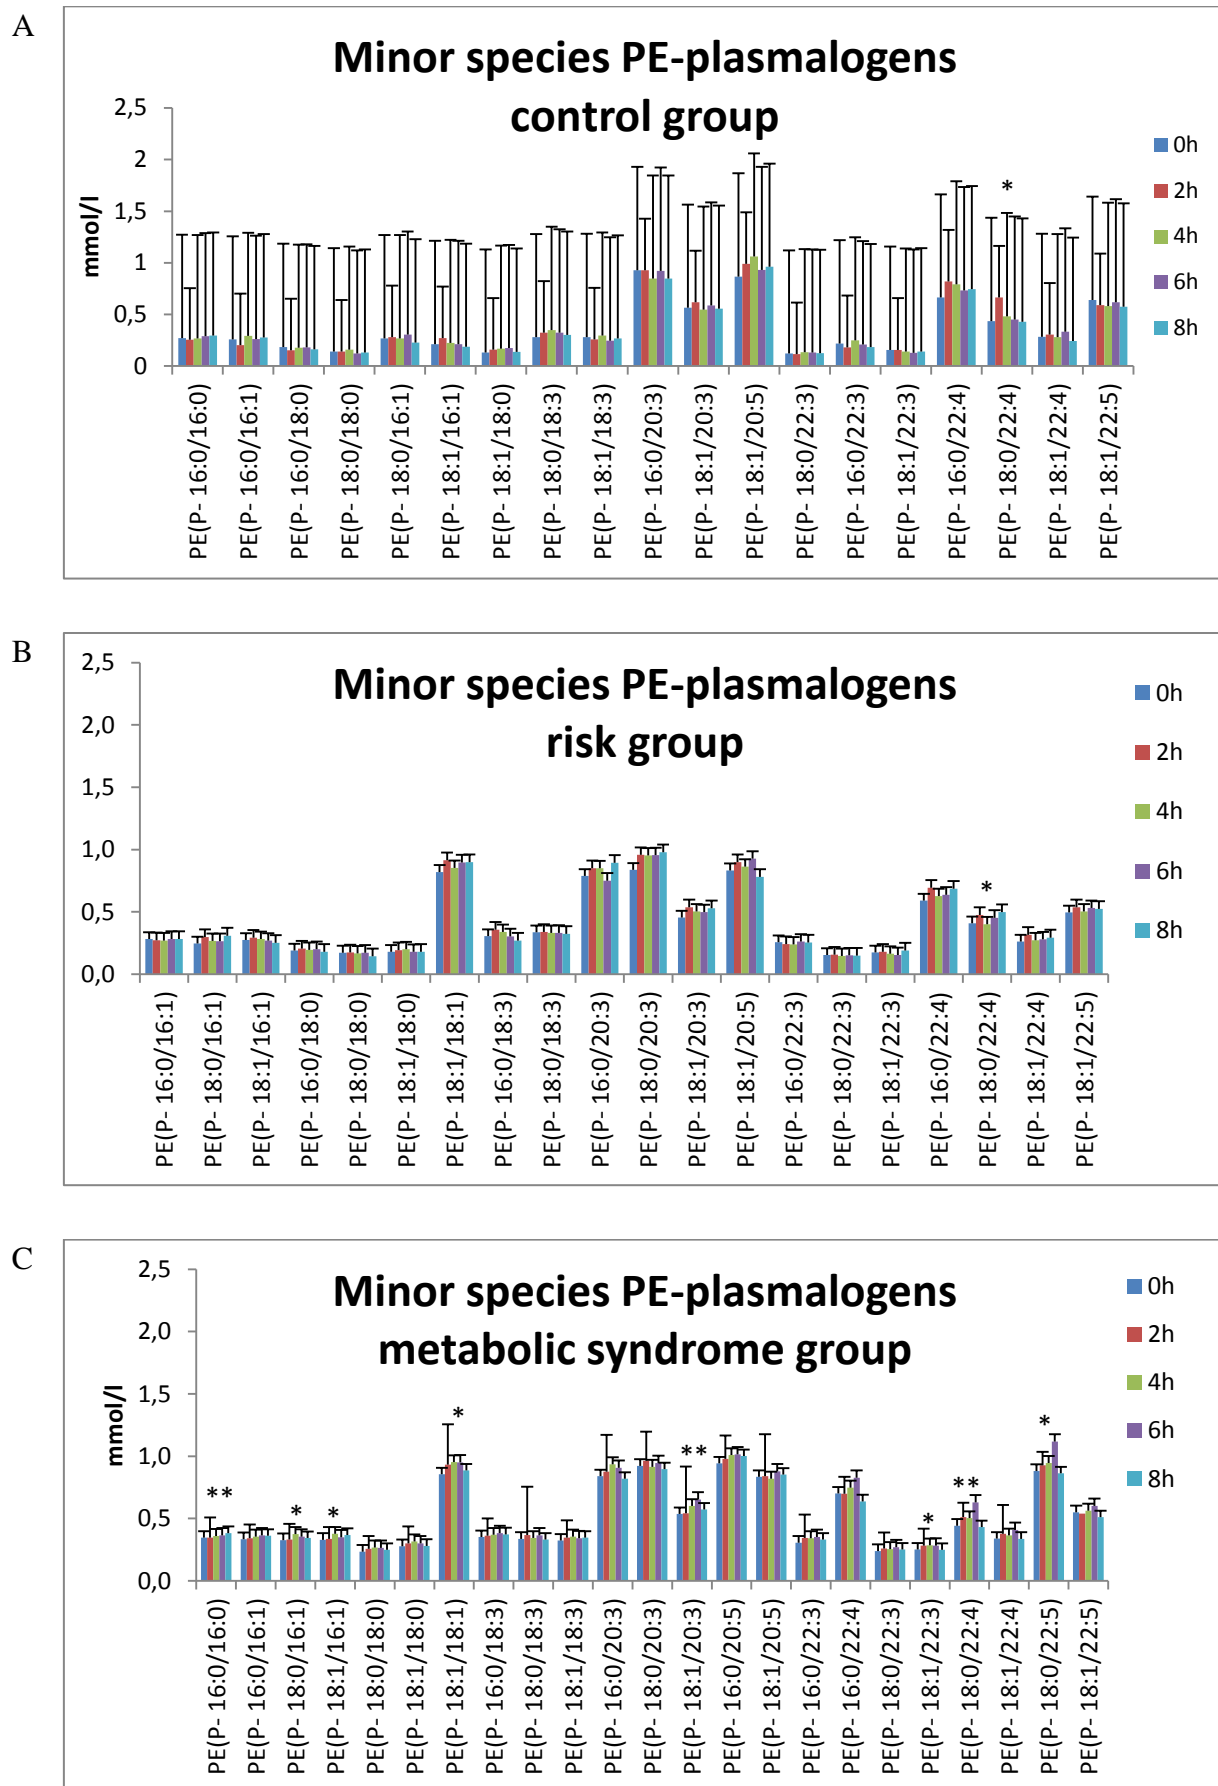 A
Minor species PE-plasmalogens
control group
mmol/l
2,5
2
1,5
1
0,5
0
*
0h
2h
4h
6h
8h
PE(P- 16:0/16:0)
PE(P- 16:0/16:1)
PE(P- 16:0/18:0)
PE(P- 18:0/18:0)
PE(P- 18:0/16:1)
PE(P- 18:1/16:1)
PE(P- 18:1/18:0)
PE(P- 16:0/18:3)
PE(P- 18:1/18:3)
PE(P- 16:0/20:3)
PE(P- 18:1/20:3)
PE(P- 18:1/20:5)
PE(P- 18:0/22:3)
PE(P- 16:0/22:3)
PE(P- 18:1/22:3)
PE(P- 16:0/22:4)
PE(P- 18:0/22:4)
PE(P- 18:1/22:4)
PE(P- 18:1/22:5)
B
Minor species PE-plasmalogens
risk group
2,5
2,0
1,5
1,0
0,5
0,0
*
0h
2h
4h
6h
8h
PE(P- 16:0/16:1)
PE(P- 18:0/16:1)
PE(P- 18:1/16:1)
PE(P- 16:0/18:0)
PE(P- 18:0/18:0)
PE(P- 18:1/18:0)
PE(P- 18:1/18:1)
PE(P- 16:0/18:3)
PE(P- 18:0/18:3)
PE(P- 16:0/20:3)
PE(P- 18:0/20:3)
PE(P- 18:1/20:3)
PE(P- 18:1/20:5)
PE(P- 16:0/22:3)
PE(P- 18:0/22:3)
PE(P- 18:1/22:3)
PE(P- 16:0/22:4)
PE(P- 18:0/22:4)
PE(P- 18:1/22:4)
PE(P- 18:1/22:5)
C
Minor species PE-plasmalogens
metabolic syndrome group
mmol/l
2,5
2,0
1,5
1,0
0,5
0,0
**
*
*
*
**
*
**
*
0h
2h
4h
6h
8h
PE(P- 16:0/16:0)
PE(P- 16:0/16:1)
PE(P- 18:0/16:1)
PE(P- 18:1/16:1)
PE(P- 18:0/18:0)
PE(P- 18:1/18:0)
PE(P- 18:1/18:1)
PE(P- 16:0/18:3)
PE(P- 18:0/18:3)
PE(P- 18:1/18:3)
PE(P- 16:0/20:3)
PE(P- 18:0/20:3)
PE(P- 18:1/20:3)
PE(P- 16:0/20:5)
PE(P- 18:1/20:5)
PE(P- 16:0/22:3)
PE(P- 16:0/22:4)
PE(P- 18:0/22:3)
PE(P- 18:1/22:3)
PE(P- 18:0/22:4)
PE(P- 18:1/22:4)
PE(P- 18:0/22:5)
PE(P- 18:1/22:5)